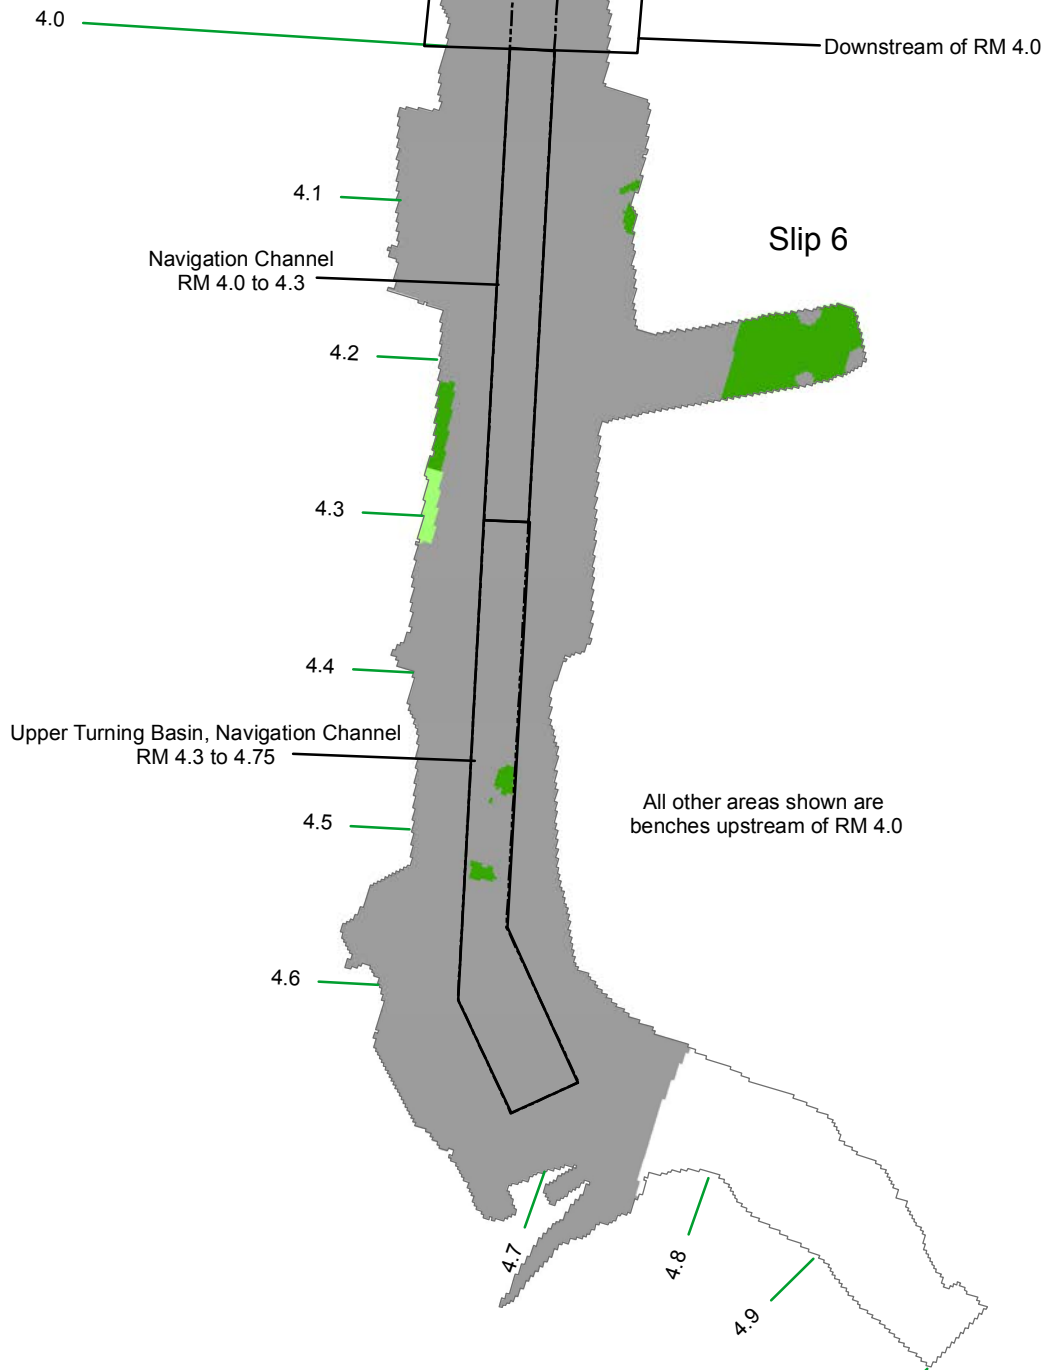 4.0
Downstream of RM 4.0
4.1
Slip 6
Navigation Channel
RM 4.0 to 4.3
4.2
4.3
4.4
Upper Turning Basin, Navigation Channel
RM 4.3 to 4.75
All other areas shown are
benches upstream of RM 4.0
4.5
4.6
4.7
4.8
4.9